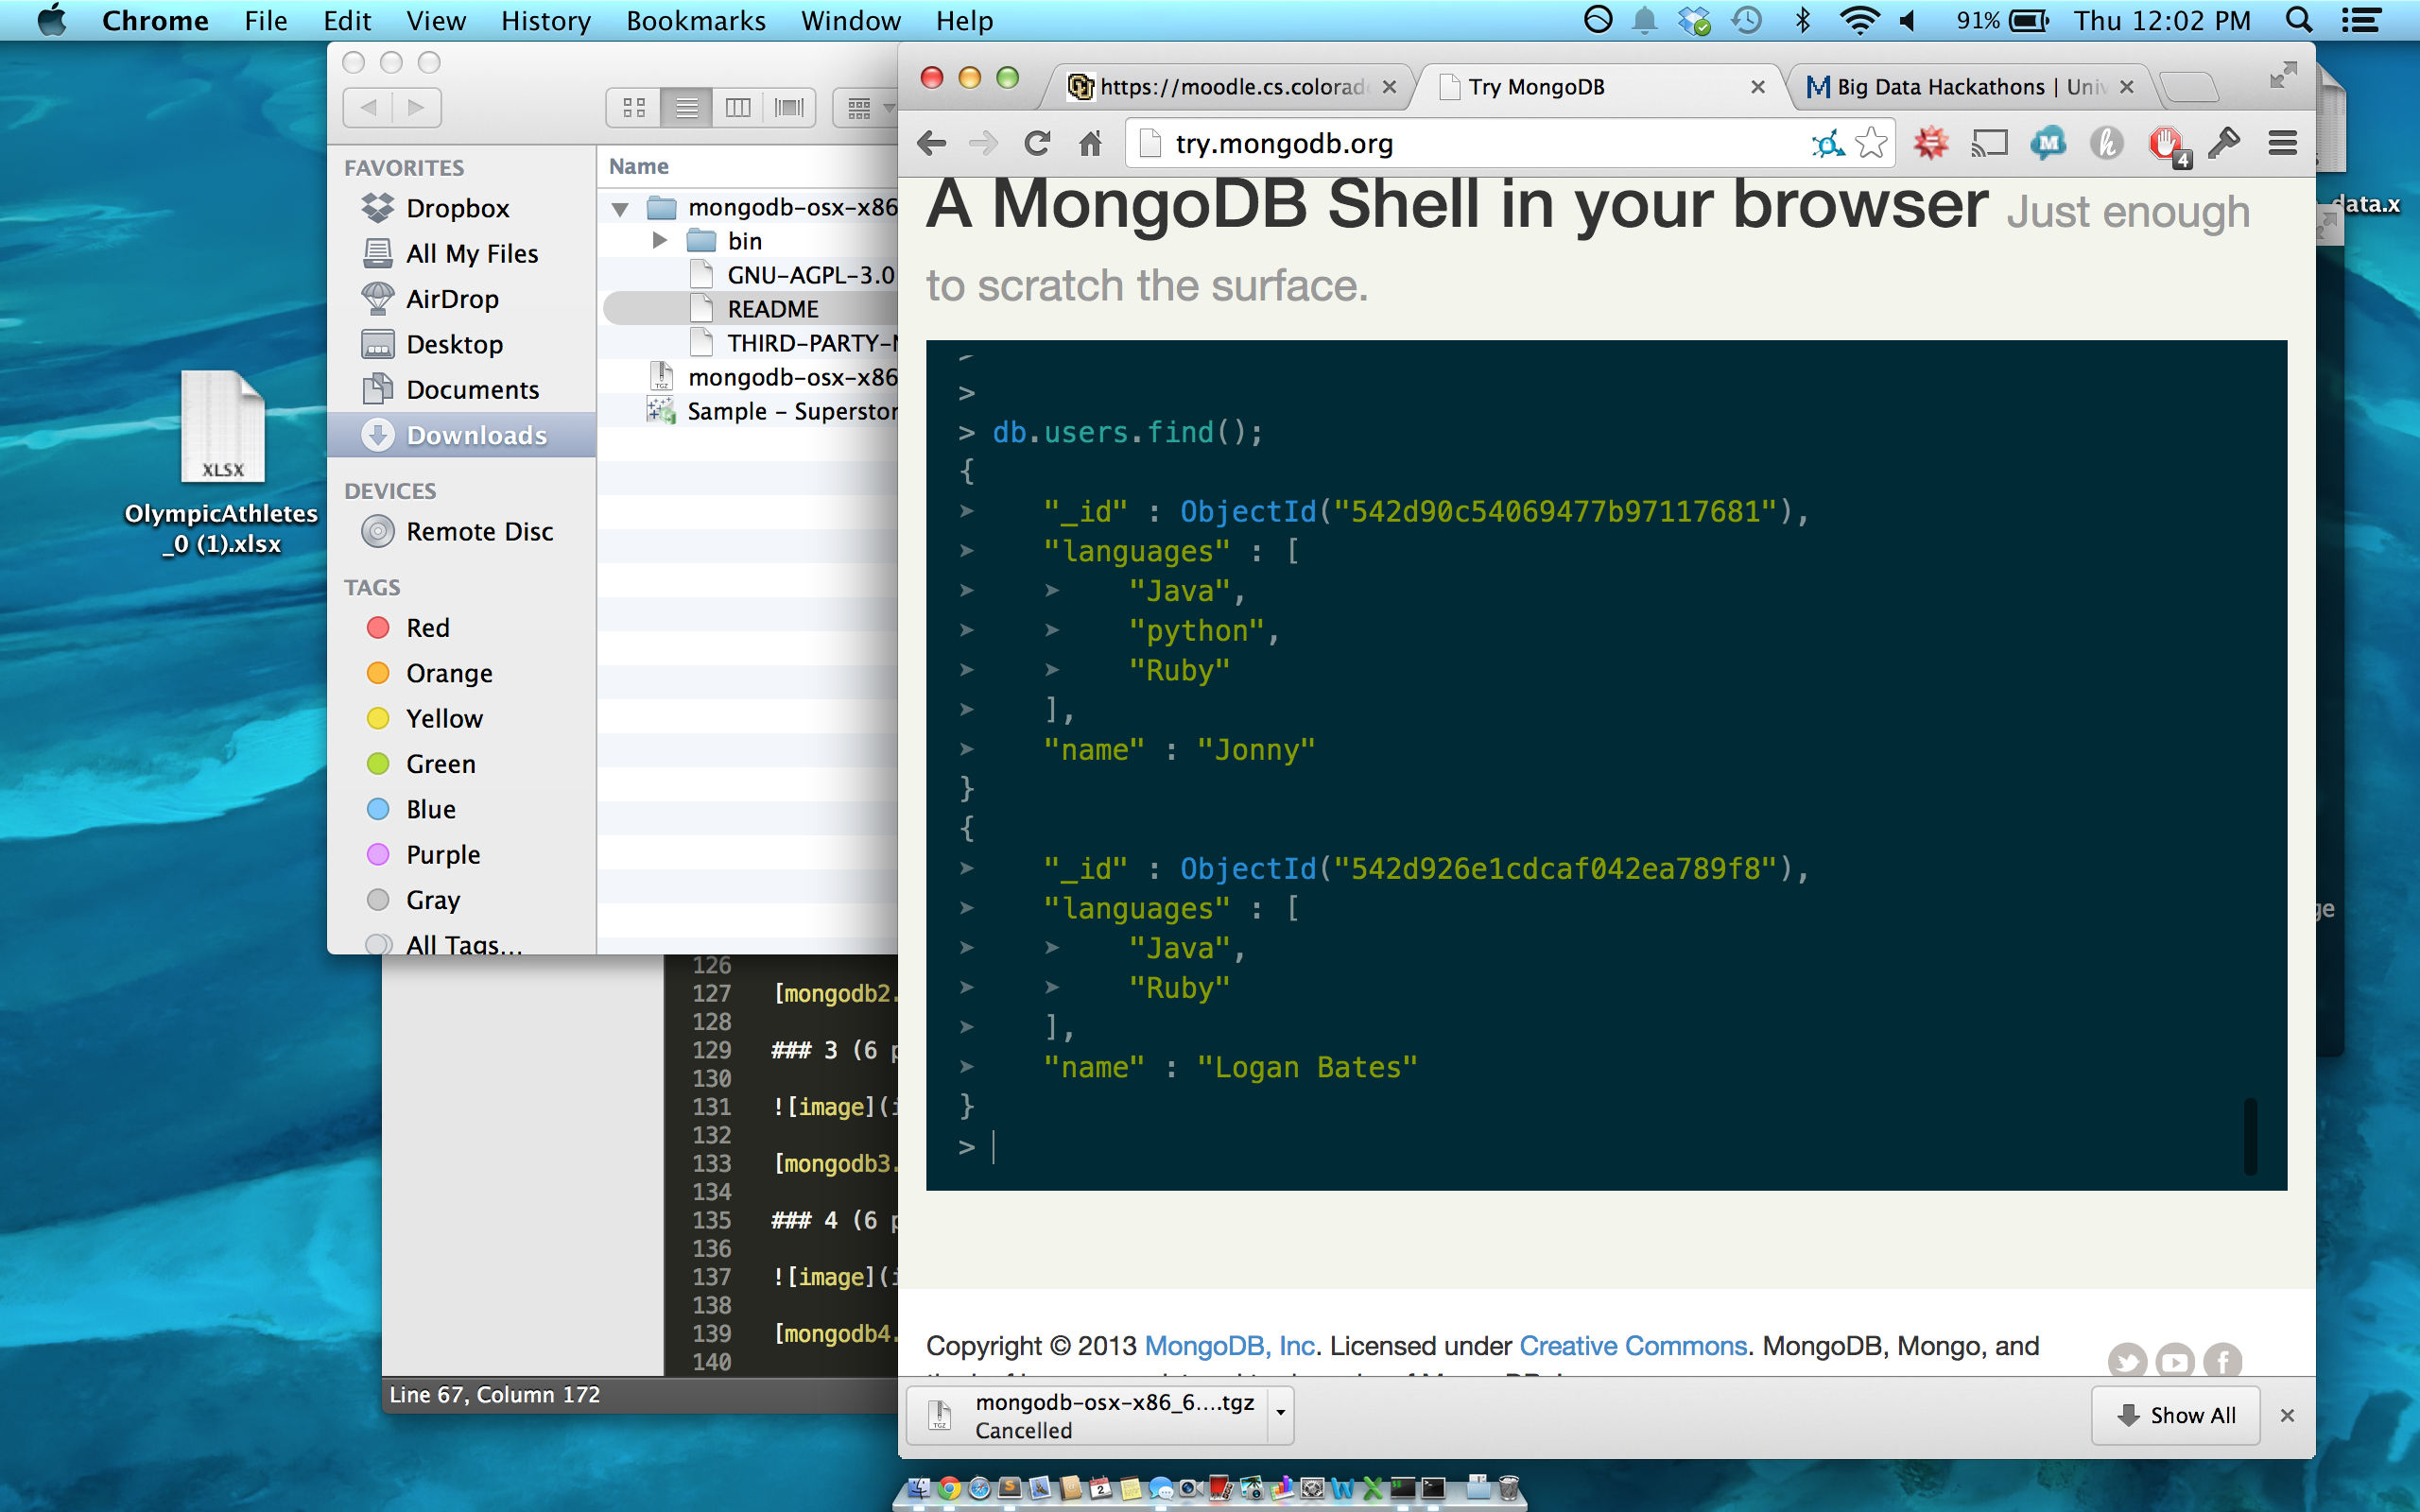 Chrome File Edit View History Bookmarks Window Help 91% Thu 12:02 PM
FAVORITES
Dropbox
All My Files
AirDrop
Desktop
Documents
Downloads
DEVICES
Remote Disc
TAGS
Red
Orange
Yellow
Green
Blue
Purple
Gray
All Tags...
Name
mongodb-osx-x86
bin
GNU-AGPL-3.0
README
THIRD-PARTY-N
mongodb-osx-x86
Sample - Superstor
XLSX
OlympicAthletes
_0 (1).xlsx
data.x
ge
126
127 [mongodb2.
128
129 ### 3 (6 p
130
131 ![image](i
132
133 [mongodb3.
134
135 ### 4 (6 p
136
137 ![image](i
138
139 [mongodb4.
140
Line 67, Column 172
https://moodle.cs.colorad
Try MongoDB
Big Data Hackathons | Univ
try.mongodb.org
4
A MongoDB Shell in your browser Just enough
to scratch the surface.
>
> db.users.find();
{
"_id" : ObjectId("542d90c54069477b97117681"),
"languages" : [
"Java",
"python",
"Ruby"
],
"name" : "Jonny"
}
{
"_id" : ObjectId("542d926e1cdcaf042ea789f8"),
"languages" : [
"Java",
"Ruby"
],
"name" : "Logan Bates"
}
>
Copyright © 2013 MongoDB, Inc. Licensed under Creative Commons. MongoDB, Mongo, and
mongodb-osx-x86_6....tgz
Cancelled
Show All